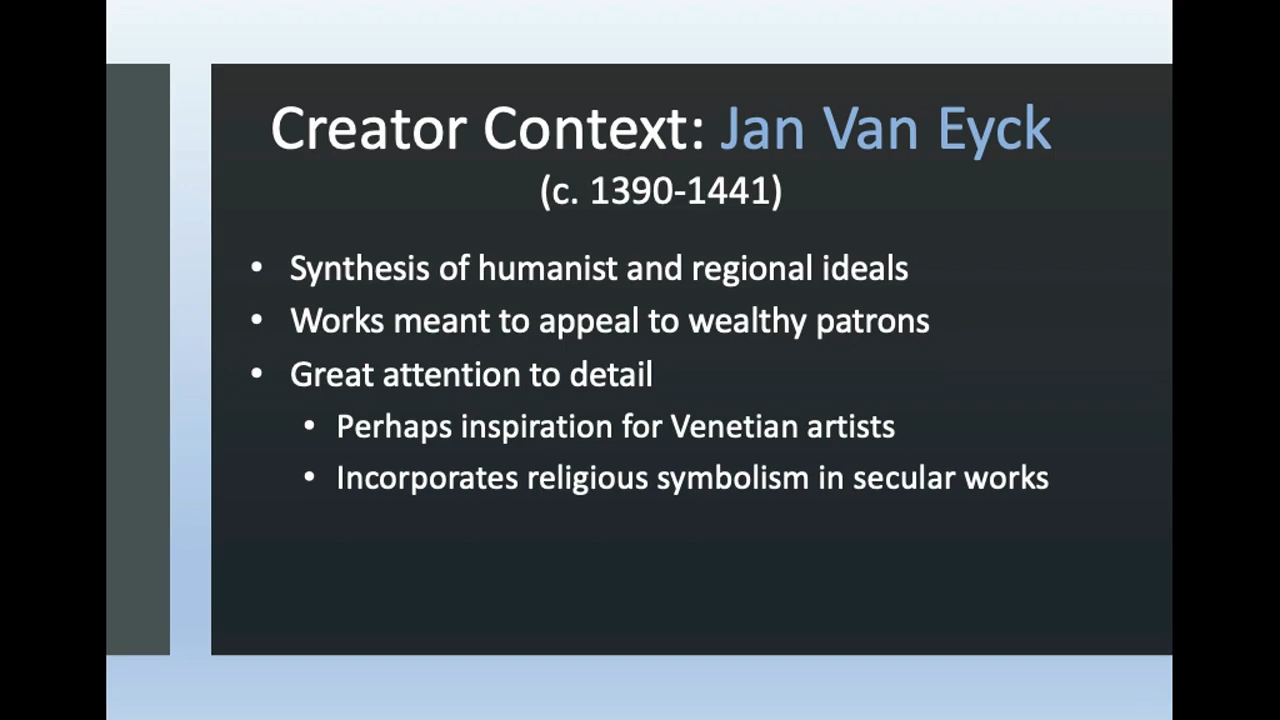 Creator Context: Jan Van Eyck
(c. 1390-1441)
• Synthesis of humanist and regional ideals
• Works meant to appeal to wealthy patrons
• Great attention to detail
• Perhaps inspiration for Venetian artists
• Incorporates religious symbolism in secular works